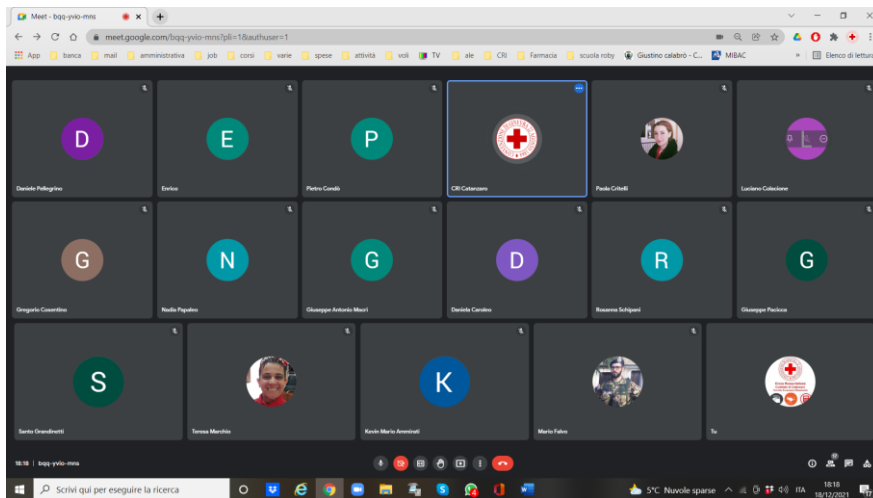 Meet - bqq-yvio-mns
meet.google.com/bqq-yvio-mns?pli=1&authuser=1
App banca mail amministrativa job corsi varie spese attività voli TV ale CRI Farmacia scuola roby Giustino calabrò - C... MIBAC » Elenco di lettura
D E P
Daniele Pellegrino Enrico Pietro Condò CRI Catanzaro Paola Critelli Luciano Colacione
G N G D R G
Gregorio Cosentino Nadia Papaleo Giuseppe Antonio Macrì Daniela Caroleo Rosanna Schipani Giuseppe Pacicca
S K
Santo Grandinetti Teresa Marchio Kevin Mario Ammirati Mario Falvo Tu
18:18 | bqq-yvio-mns
Scrivi qui per eseguire la ricerca 5°C Nuvole sparse ITA 18:18
18/12/2021